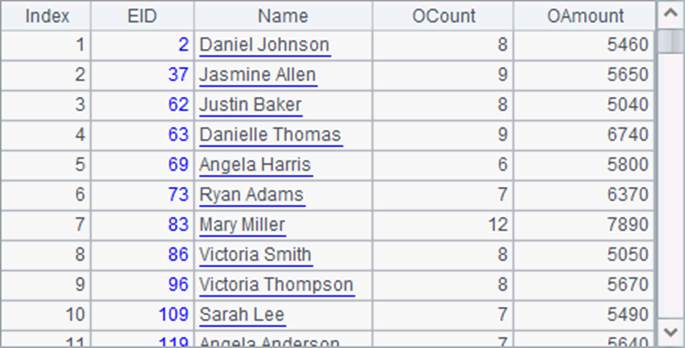 Index EID Name OCount OAmount
1 2 Daniel Johnson 8 5460
2 37 Jasmine Allen 9 5650
3 62 Justin Baker 8 5040
4 63 Danielle Thomas 9 6740
5 69 Angela Harris 6 5800
6 73 Ryan Adams 7 6370
7 83 Mary Miller 12 7890
8 86 Victoria Smith 8 5050
9 96 Victoria Thompson 8 5670
10 109 Sarah Lee 7 5490
11 119 Angela Anderson 7 5640